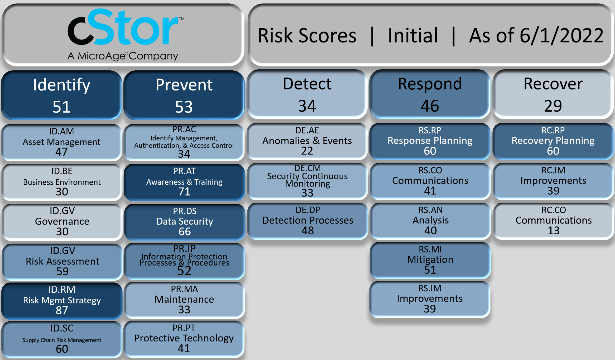 cStor
A MicroAge® Company
Risk Scores | Initial | As of 6/1/2022
Identify
51
Prevent
53
Detect
34
Respond
46
Recover
29
ID.AM
Asset Management
47
PR.AC
Identify Management,
Authentication, & Access Control
34
DE.AE
Anomalies & Events
22
RS.RP
Response Planning
60
RC.RP
Recovery Planning
60
ID.BE
Business Environment
30
PR.AT
Awareness & Training
71
DE.CM
Security Continuous
Monitoring
33
RS.CO
Communications
41
RC.IM
Improvements
39
ID.GV
Governance
30
PR.DS
Data Security
66
DE.DP
Detection Processes
48
RS.AN
Analysis
40
RC.CO
Communications
13
ID.GV
Risk Assessment
59
PR.IP
Information Protection
Processes & Procedures
52
RS.MI
Mitigation
51
ID.RM
Risk Mgmt Strategy
87
PR.MA
Maintenance
33
RS.IM
Improvements
39
ID.SC
Supply Chain Risk Management
60
PR.PT
Protective Technology
41